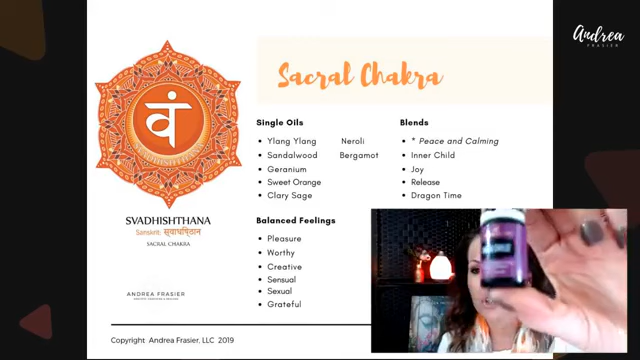 Andrea
FRASIER
Sacral Chakra
वं
SVADHISHTHANA
SVADHISHTHANA
Sanskrit: स्वाधिष्ठान
SACRAL CHAKRA
ANDREA FRASIER
Single Oils
• Ylang Ylang Neroli
• Sandalwood Bergamot
• Geranium
• Sweet Orange
• Clary Sage
Balanced Feelings
• Pleasure
• Worthy
• Creative
• Sensual
• Sexual
• Grateful
Blends
• * Peace and Calming
• Inner Child
• Joy
• Release
• Dragon Time
Copyright Andrea Frasier, LLC 2019